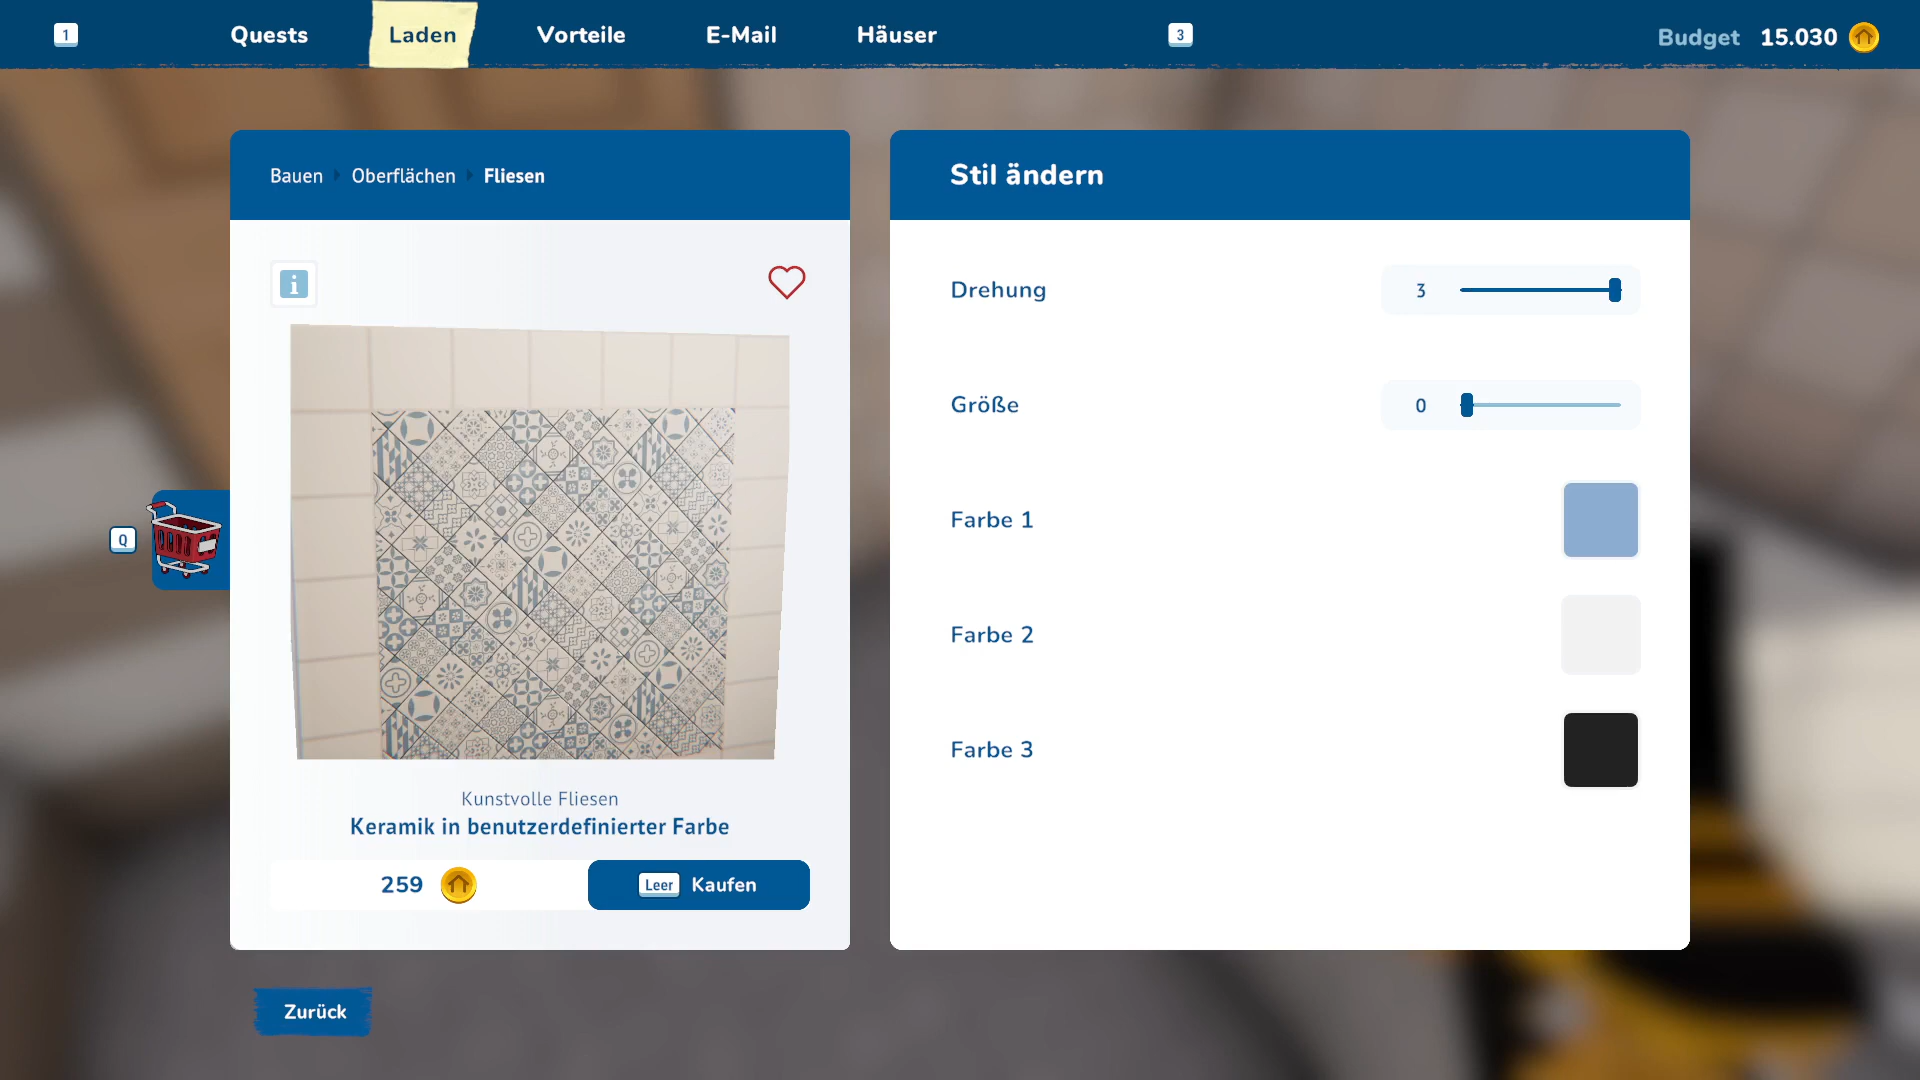 1
Quests
Laden
Vorteile
E-Mail
Häuser
3
Budget 15.030
Bauen
Oberflächen
Fliesen
i
Q
Kunstvolle Fliesen
Keramik in benutzerdefinierter Farbe
259
Leer Kaufen
Zurück
Stil ändern
Drehung 3
Größe 0
Farbe 1
Farbe 2
Farbe 3